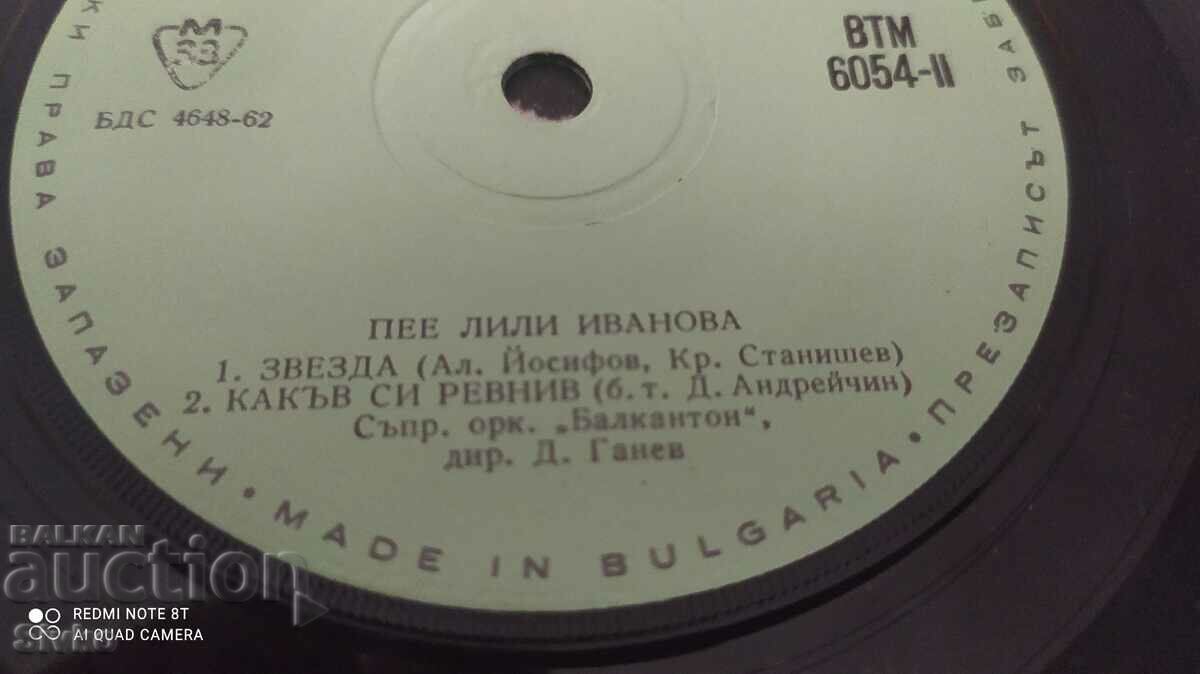 М
33
БДС 4648-62
ВТМ
6054-II
ПЕЕ ЛИЛИ ИВАНОВА
1. ЗВЕЗДА (Ал. Йосифов, Кр. Станишев)
2. КАКЪВ СИ РЕВНИВ (б. т. Д. Андрейчин)
Съпр. орк. „Балкантон",
дир. Д. Ганев
ПРАВА ЗАПАЗЕНИ • MADE IN BULGARIA • ПРЕЗАПИСЪТ
BALKAN
auction
REDMI NOTE 8T
AI QUAD CAMERA